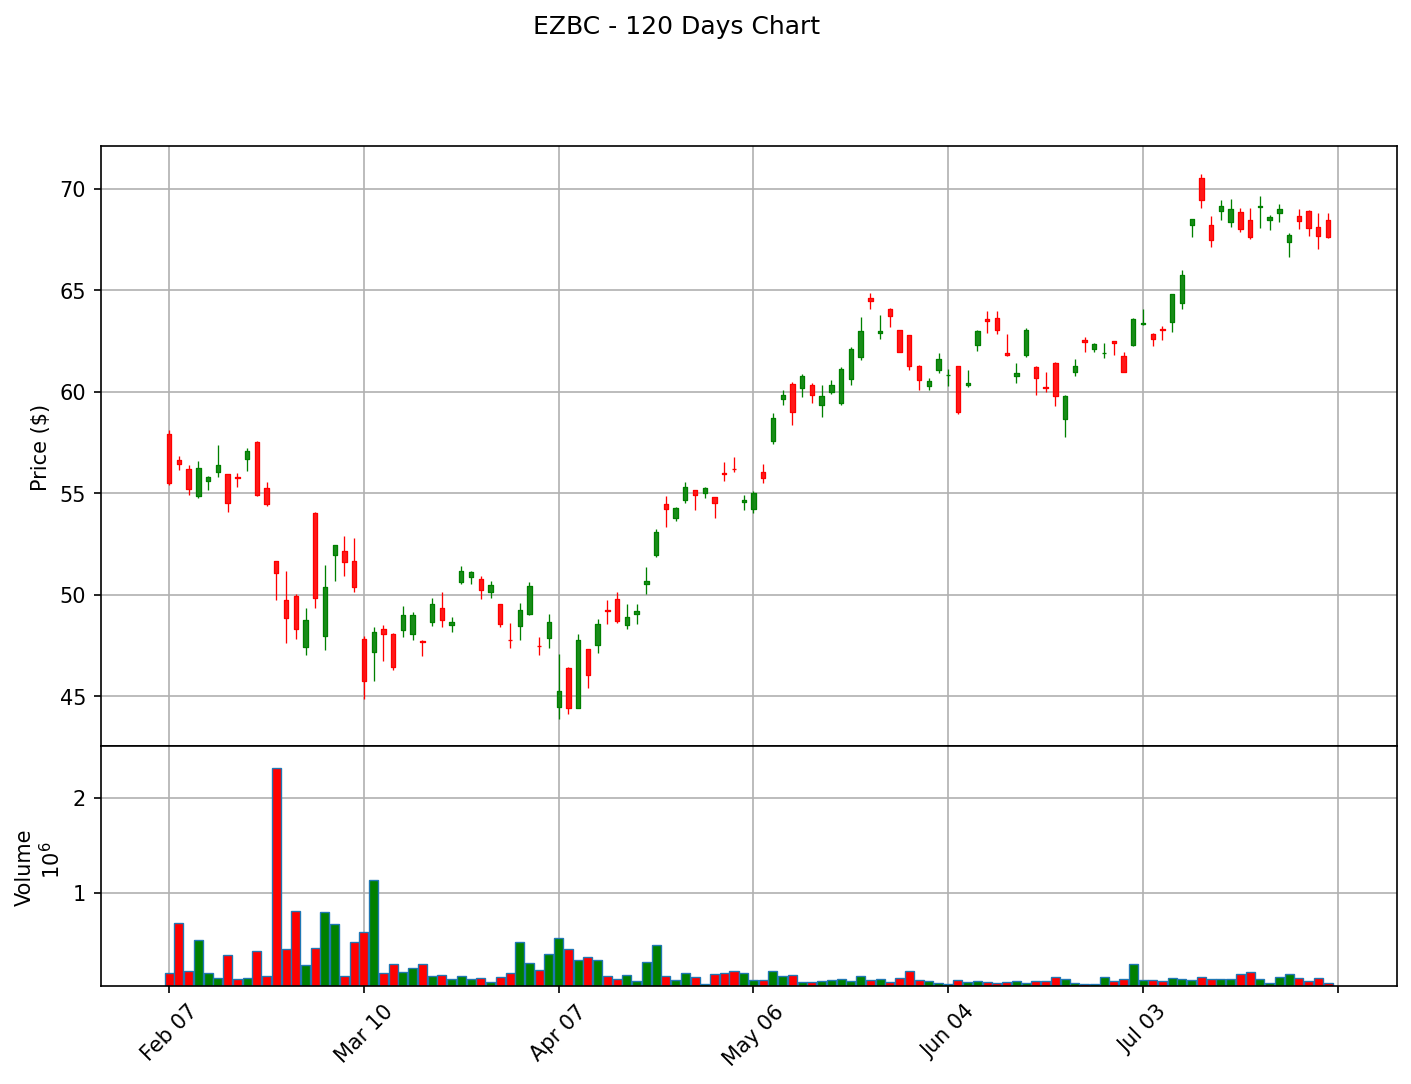 EZBC - 120 Days Chart
70
65
60
55
50
45
Price ($)
2
1
Volume
10⁶
Feb 07
Mar 10
Apr 07
May 06
Jun 04
Jul 03